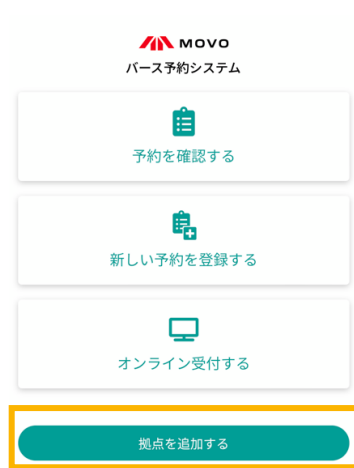 MOVO
バース予約システム
予約を確認する
新しい予約を登録する
オンライン受付する
拠点を追加する